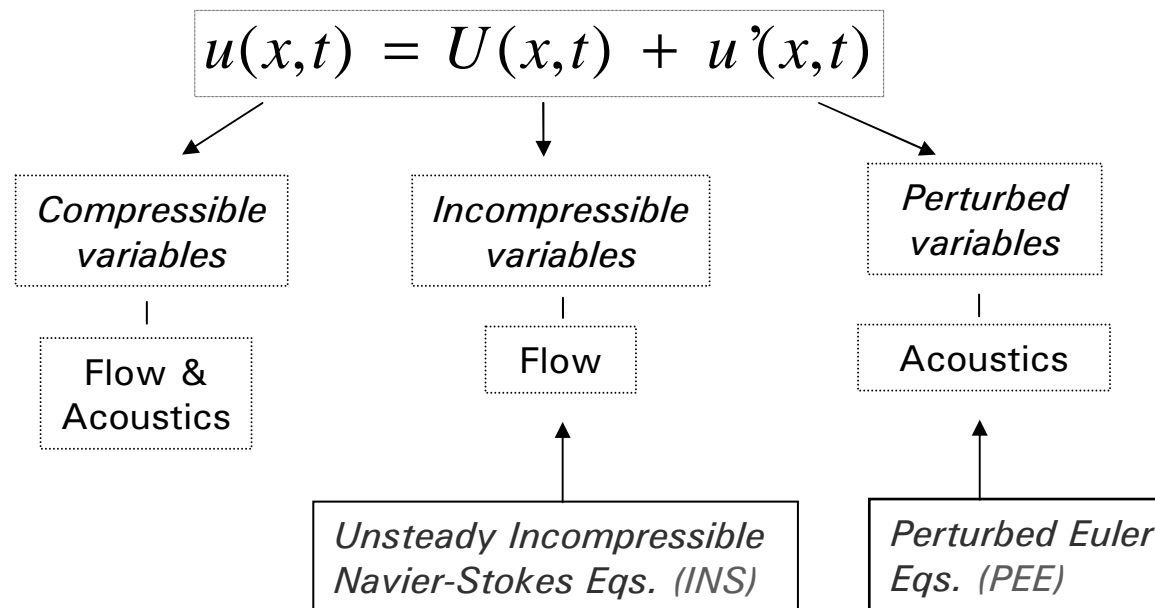 u(x,t) = U(x,t) + u’(x,t)
Compressible
variables
Incompressible
variables
Perturbed
variables
Flow &
Acoustics
Flow
Acoustics
Unsteady Incompressible
Navier-Stokes Eqs. (INS)
Perturbed Euler
Eqs. (PEE)